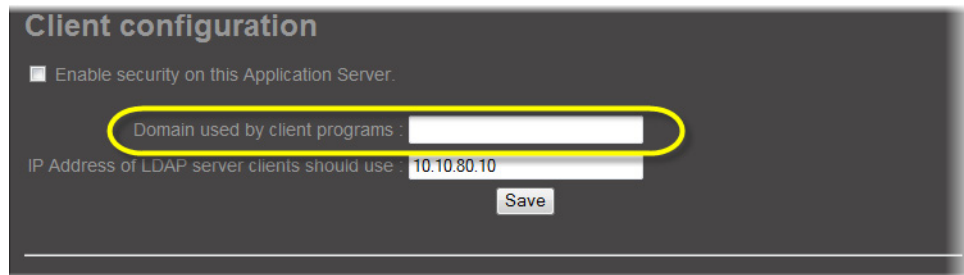 Client configuration
Enable security on this Application Server.
Domain used by client programs :
IP Address of LDAP server clients should use : 10.10.80.10
Save